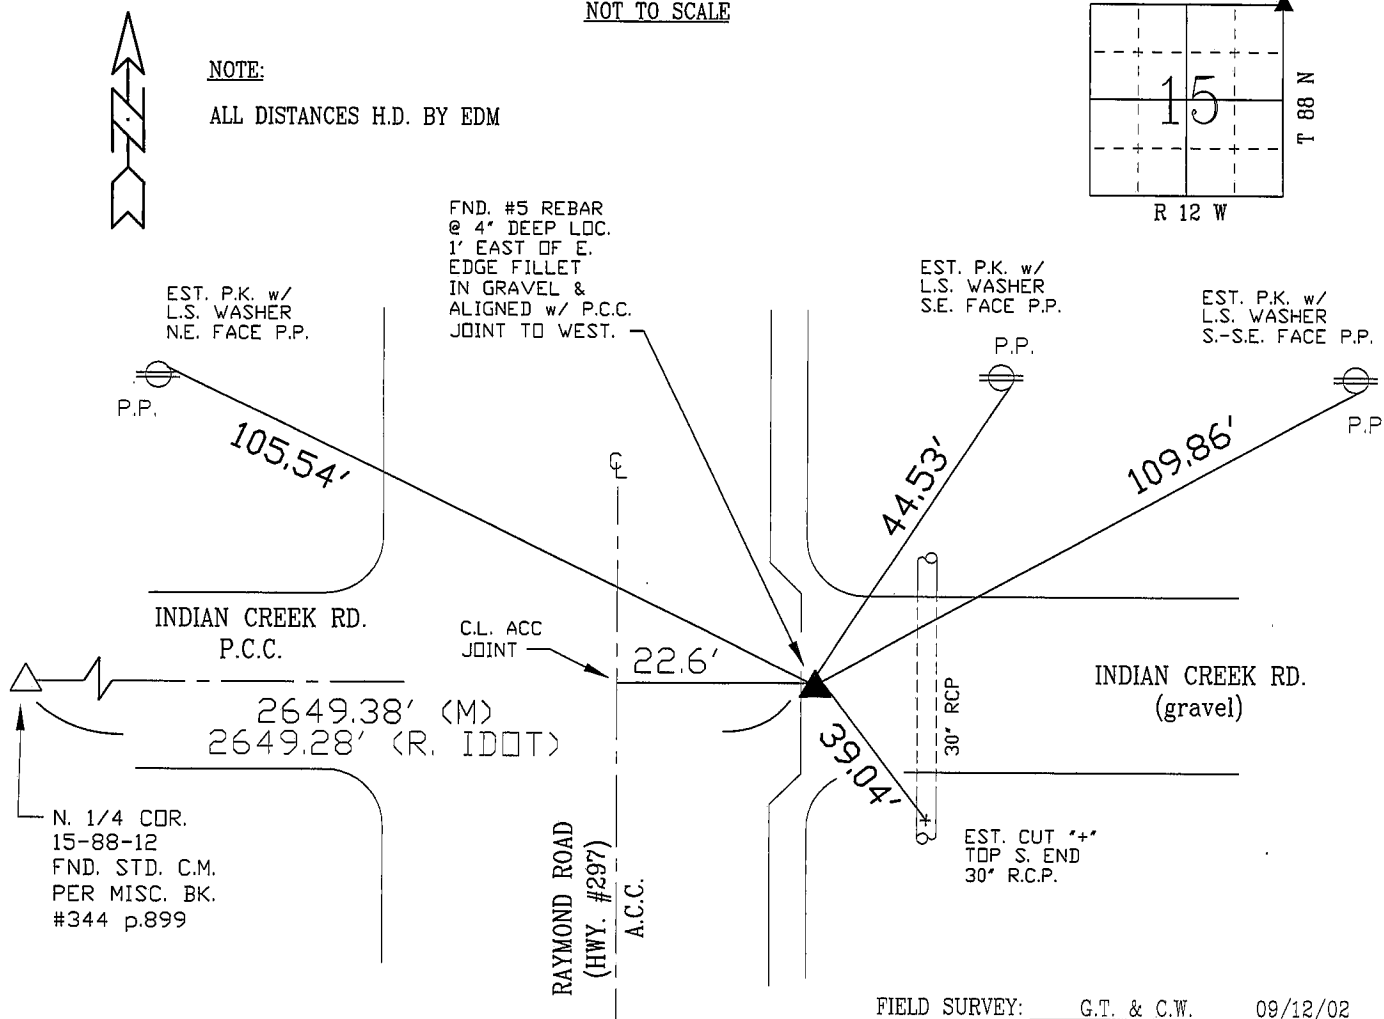 NOT TO SCALE
NOTE:
ALL DISTANCES H.D. BY EDM
15
T 88 N
R 12 W
FND. #5 REBAR
@ 4" DEEP LOC.
1' EAST OF E.
EDGE FILLET
IN GRAVEL &
ALIGNED w/ P.C.C.
JOINT TO WEST.
EST. P.K. w/
L.S. WASHER
N.E. FACE P.P.
P.P.
EST. P.K. w/
L.S. WASHER
S.E. FACE P.P.
P.P.
EST. P.K. w/
L.S. WASHER
S.-S.E. FACE P.P.
P.P
105.54'
44.53'
109.86'
℄
INDIAN CREEK RD.
P.C.C.
C.L. ACC
JOINT
22.6'
INDIAN CREEK RD.
(gravel)
30" RCP
2649.38' (M)
2649.28' (R. IDOT)
39.04'
N. 1/4 COR.
15-88-12
FND. STD. C.M.
PER MISC. BK.
#344 p.899
RAYMOND ROAD
(HWY. #297)
A.C.C.
EST. CUT "+"
TOP S. END
30" R.C.P.
FIELD SURVEY: G.T. & C.W. 09/12/02